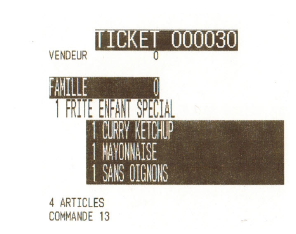 TICKET 000030
VENDEUR 0
FAMILLE 0
1 FRITE ENFANT SPECIAL
1 CURRY KETCHUP
1 MAYONNAISE
1 SANS OIGNONS
4 ARTICLES
COMMANDE 13